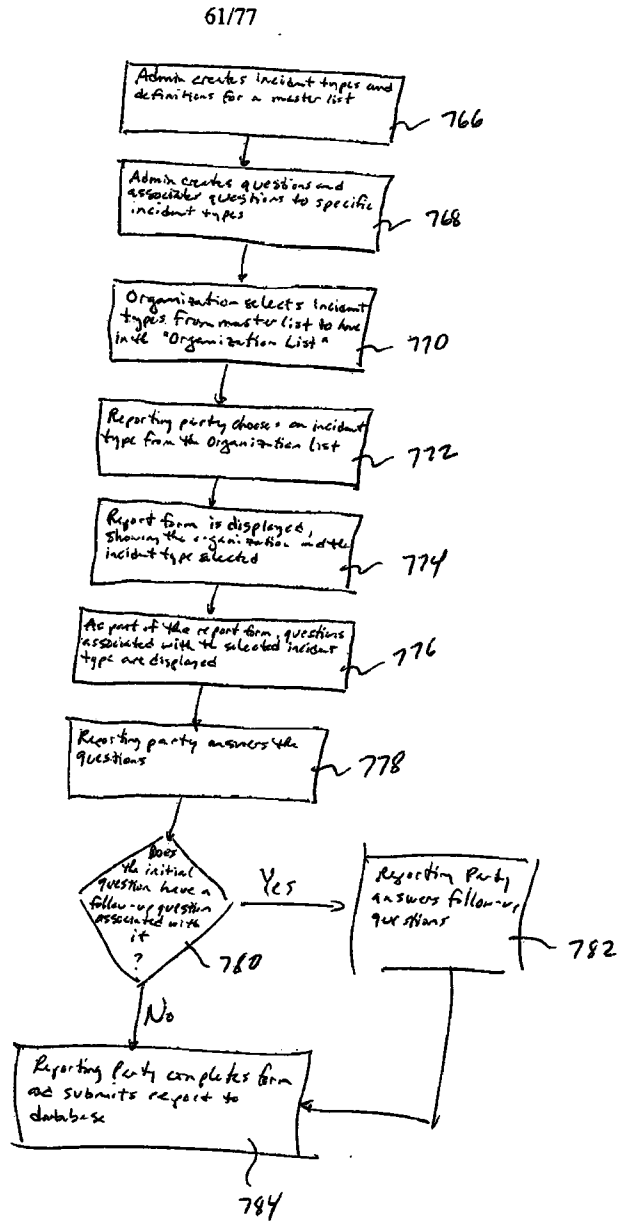 61/77
Admin creates incident types and
definitions for a master list
766
Admin creates questions and
associates questions to specific
incident types
768
Organization selects incident
types from master list to have
in the "Organization List"
770
Reporting party chooses an incident
type from the Organization List
772
Report form is displayed,
showing the organization and the
incident type selected
774
As part of the report form, questions
associated with the selected incident
type are displayed
776
Reporting party answers the
questions
778
Does
the initial
question have a
follow-up question
associated with
it
?
780
Yes
Reporting Party
answers follow-up
questions
782
No
Reporting Party completes form
and submits report to
database
784